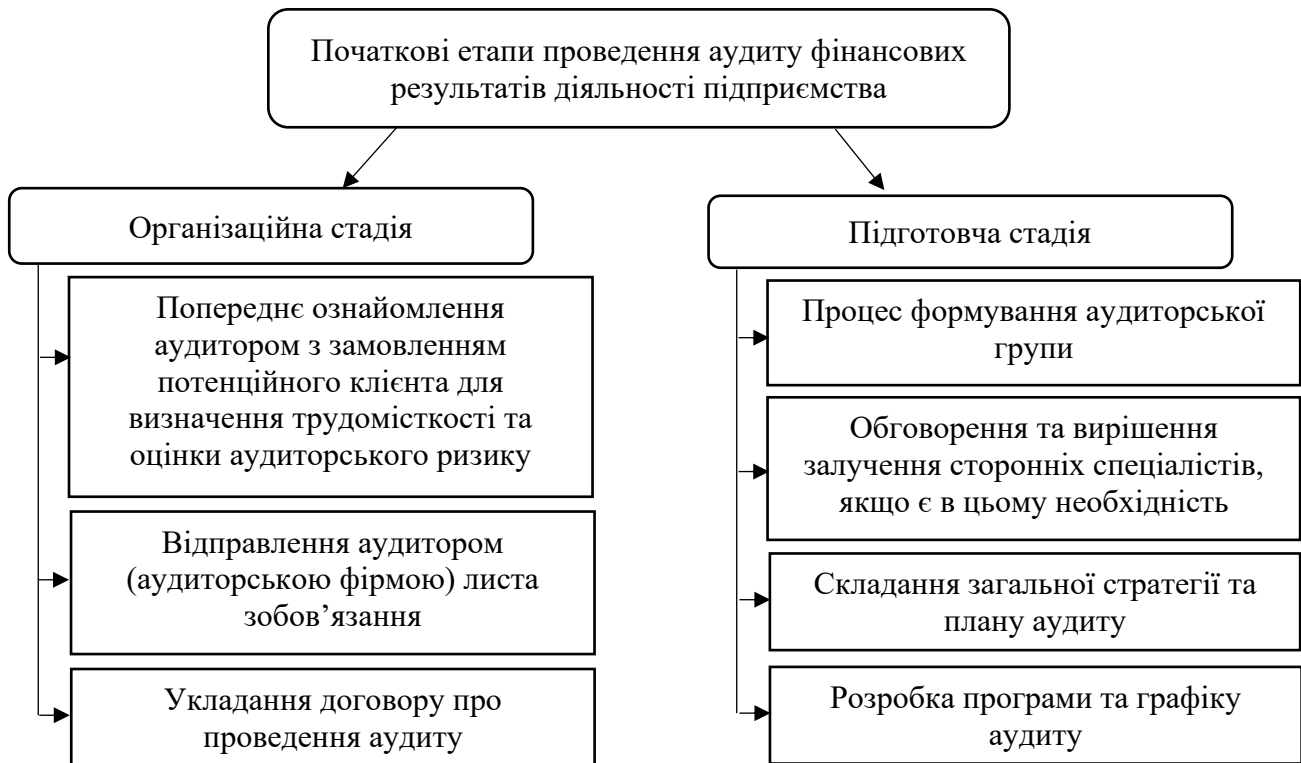 Початкові етапи проведення аудиту фінансових
результатів діяльності підприємства
Організаційна стадія
Попереднє ознайомлення
аудитором з замовленням
потенційного клієнта для
визначення трудомісткості та
оцінки аудиторського ризику
Відправлення аудитором
(аудиторською фірмою) листа
зобов’язання
Укладання договору про
проведення аудиту
Підготовча стадія
Процес формування аудиторської
групи
Обговорення та вирішення
залучення сторонніх спеціалістів,
якщо є в цьому необхідність
Складання загальної стратегії та
плану аудиту
Розробка програми та графіку
аудиту